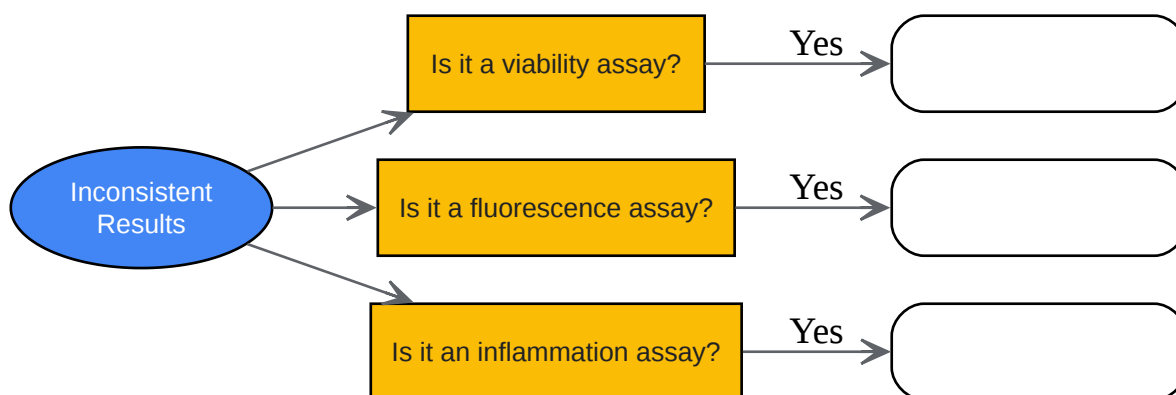 Is it a viability assay?
Yes
Inconsistent
Results
Is it a fluorescence assay?
Yes
Is it an inflammation assay?
Yes